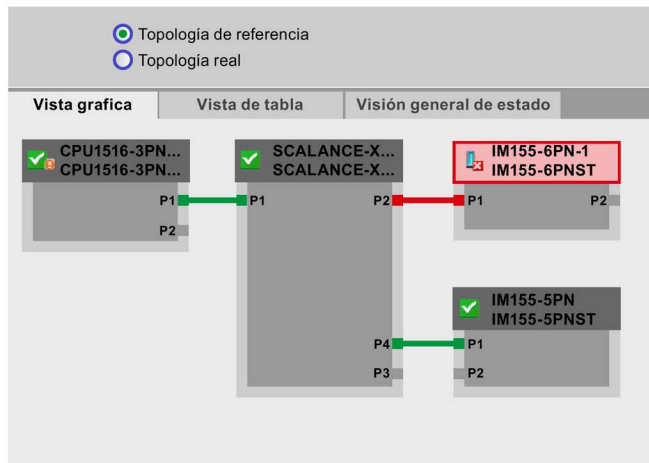 Topología de referencia
Topología real
Vista grafica
Vista de tabla
Visión general de estado
CPU1516-3PN...
CPU1516-3PN...
P1
P2
SCALANCE-X...
SCALANCE-X...
P1
P2
P4
P3
IM155-6PN-1
IM155-6PNST
P1
P2
IM155-5PN
IM155-5PNST
P1
P2